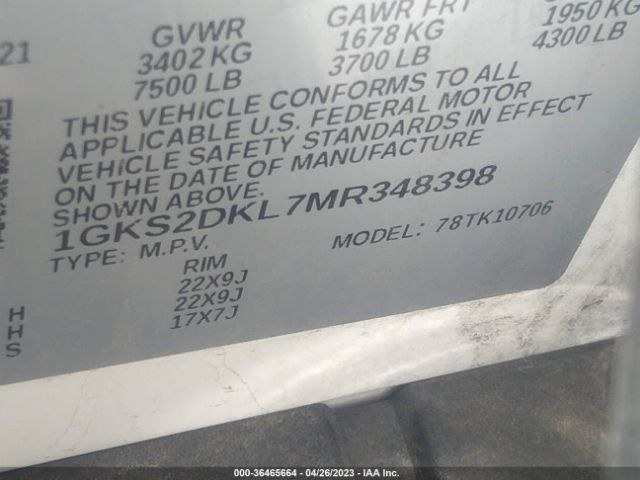 21
GVWR
3402 KG
7500 LB
GAWR FRT
1678 KG
3700 LB
1950 KG
4300 LB
THIS VEHICLE CONFORMS TO ALL
APPLICABLE U.S. FEDERAL MOTOR
VEHICLE SAFETY STANDARDS IN EFFECT
ON THE DATE OF MANUFACTURE
SHOWN ABOVE.
1GKS2DKL7MR348398
TYPE: M.P.V.
MODEL: 78TK10706
RIM
22X9J
22X9J
17X7J
H
H
S
000-36465664 - 04/26/2023 - IAA Inc.